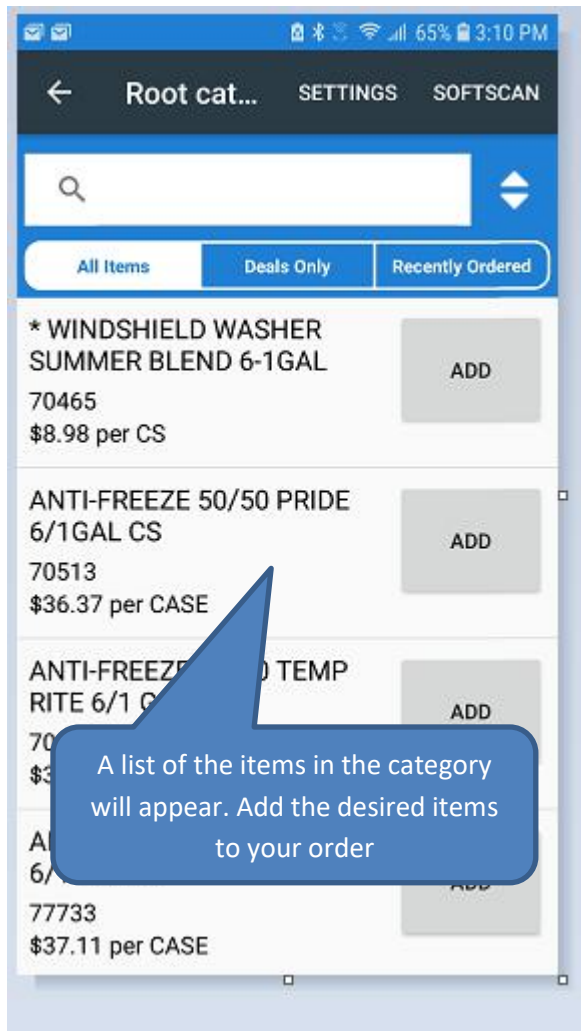 65% 3:10 PM
Root cat... SETTINGS SOFTSCAN
All Items Deals Only Recently Ordered
* WINDSHIELD WASHER
SUMMER BLEND 6-1GAL
70465
$8.98 per CS
ADD
ANTI-FREEZE 50/50 PRIDE
6/1GAL CS
70513
$36.37 per CASE
ADD
TEMP
RITE 6/1
ADD
A list of the items in the category
will appear. Add the desired items
to your order
6/
77733
$37.11 per CASE